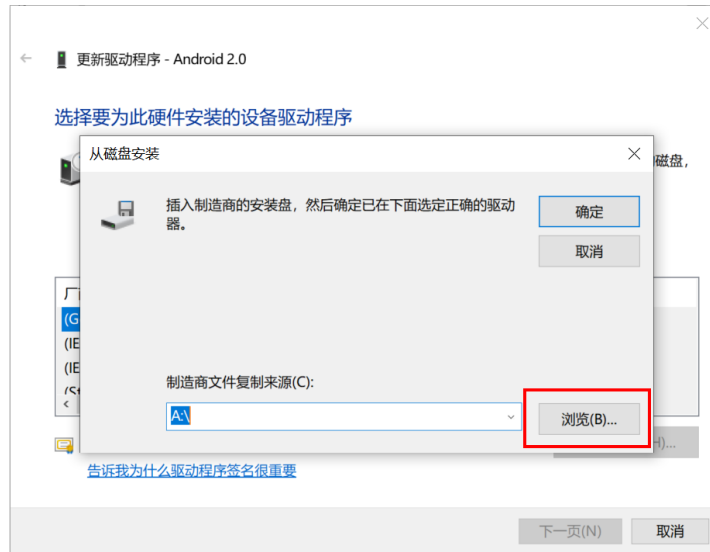 更新驱动程序 - Android 2.0
选择要为此硬件安装的设备驱动程序
从磁盘安装
磁盘，
插入制造商的安装盘，然后确定已在下面选定正确的驱动
器。
确定
取消
厂
(G
(IE
(IE
制造商文件复制来源(C):
A:\
浏览(B)...
H)...
告诉我为什么驱动程序签名很重要
下一页(N)
取消